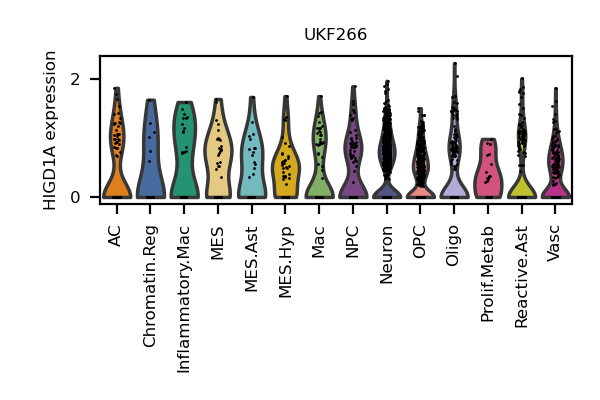 UKF266
HIGD1A expression
2
0
AC
Chromatin.Reg
Inflammatory.Mac
MES
MES.Ast
MES.Hyp
Mac
NPC
Neuron
OPC
Oligo
Prolif.Metab
Reactive.Ast
Vasc